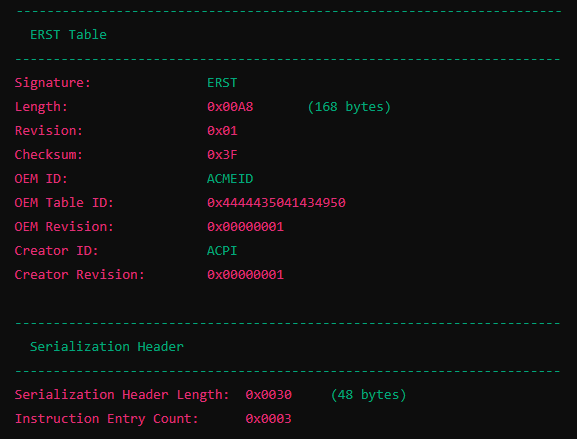 -----------------------------------------------------------------------
ERST Table
-----------------------------------------------------------------------
Signature: ERST
Length: 0x00A8 (168 bytes)
Revision: 0x01
Checksum: 0x3F
OEM ID: ACMEID
OEM Table ID: 0x4444435041434950
OEM Revision: 0x00000001
Creator ID: ACPI
Creator Revision: 0x00000001
-----------------------------------------------------------------------
Serialization Header
-----------------------------------------------------------------------
Serialization Header Length: 0x0030 (48 bytes)
Instruction Entry Count: 0x0003